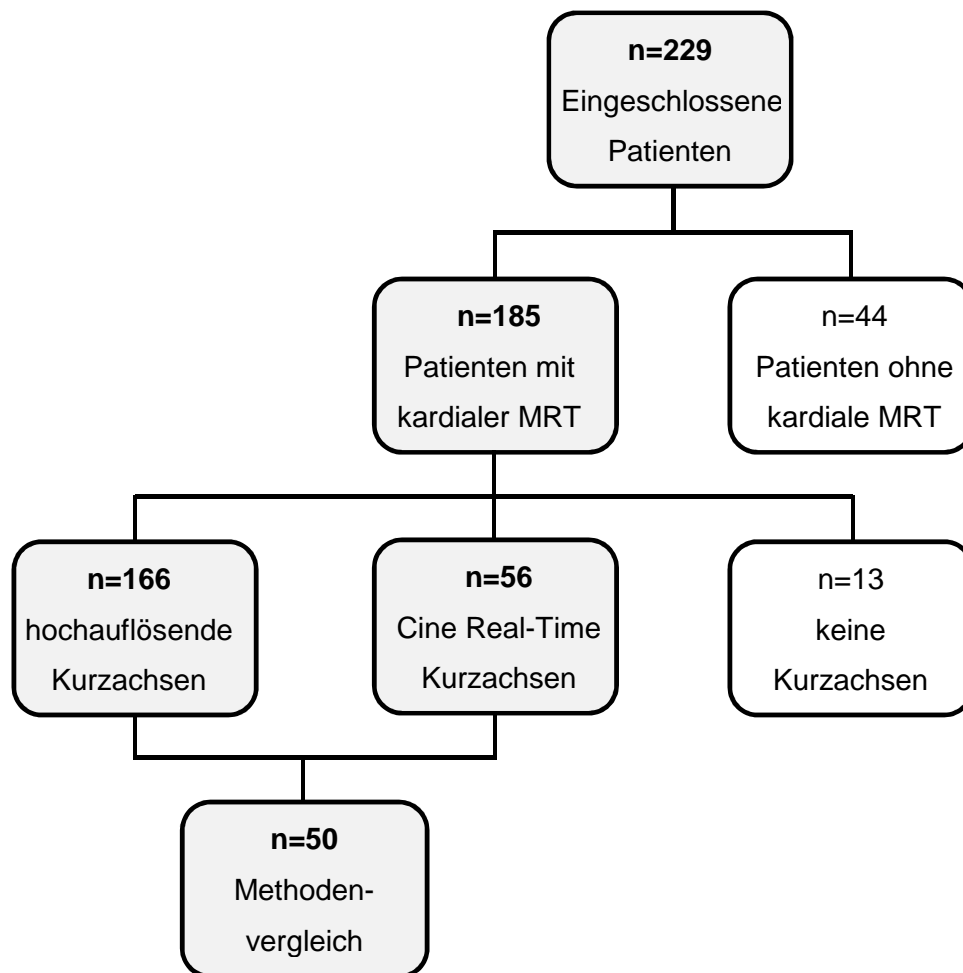 n=229
Eingeschlossene
Patienten
n=185
Patienten mit
kardialer MRT
n=44
Patienten ohne
kardiale MRT
n=166
hochauflösende
Kurzachsen
n=56
Cine Real-Time
Kurzachsen
n=13
keine
Kurzachsen
n=50
Methoden-
vergleich